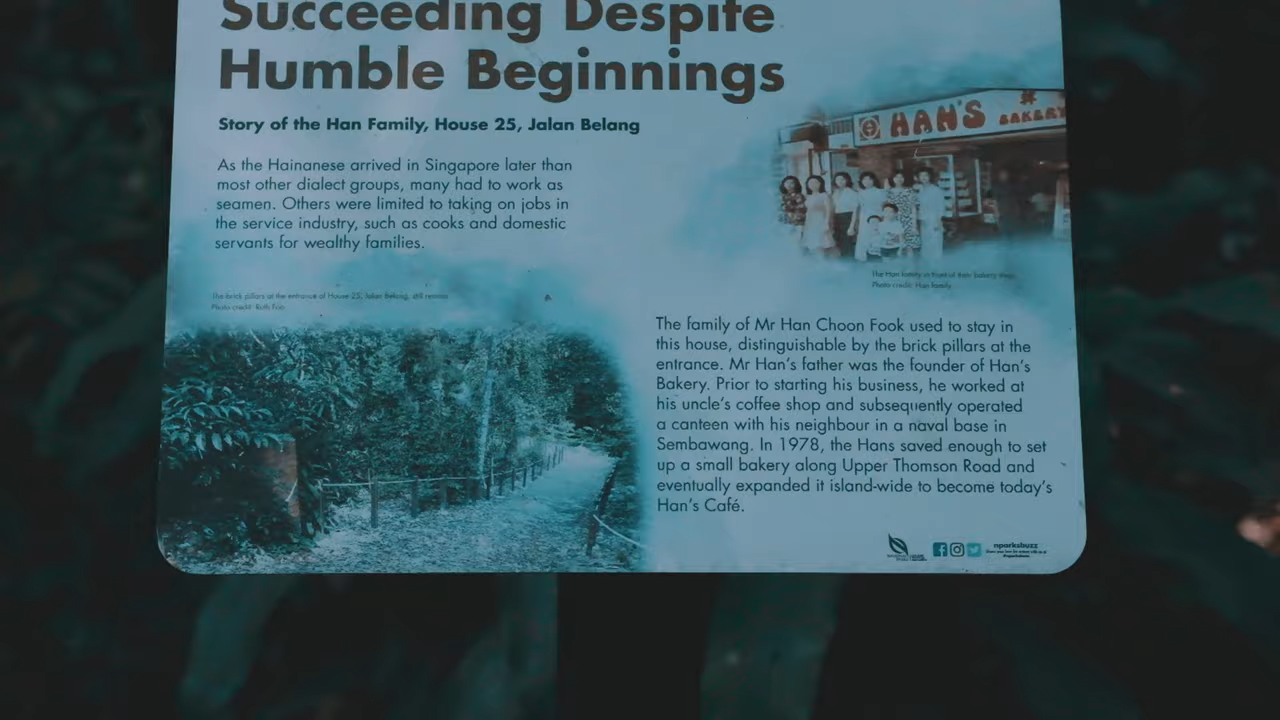 Succeeding Despite
Humble Beginnings
Story of the Han Family, House 25, Jalan Belang
As the Hainanese arrived in Singapore later than
most other dialect groups, many had to work as
seamen. Others were limited to taking on jobs in
the service industry, such as cooks and domestic
servants for wealthy families.
HAN'S
BAKERY
The Han family in front of their bakery shop.
Photo credit: Han family
The brick pillars at the entrance of House 25, Jalan Belang, still remain.
Photo credit: Ruth Foo
The family of Mr Han Choon Fook used to stay in
this house, distinguishable by the brick pillars at the
entrance. Mr Han's father was the founder of Han's
Bakery. Prior to starting his business, he worked at
his uncle's coffee shop and subsequently operated
a canteen with his neighbour in a naval base in
Sembawang. In 1978, the Hans saved enough to set
up a small bakery along Upper Thomson Road and
eventually expanded it island-wide to become today's
Han's Café.
nparksbuzz
#nparksbuzz